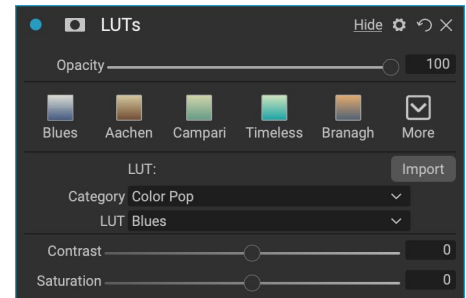 LUTs Hide
Opacity 100
Blues Aachen Campari Timeless Branagh More
LUT: Import
Category Color Pop
LUT Blues
Contrast 0
Saturation 0